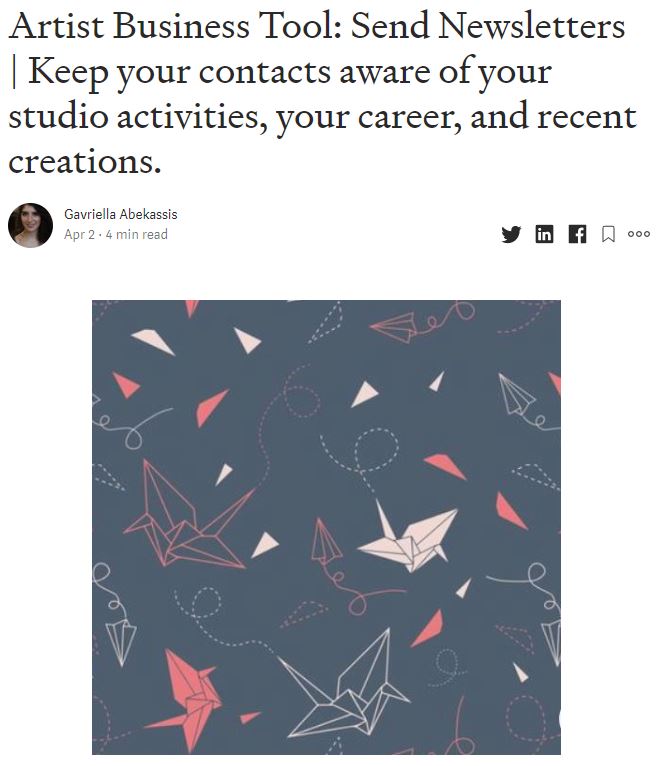 Artist Business Tool: Send Newsletters
| Keep your contacts aware of your
studio activities, your career, and recent
creations.
Gavriella Abekassis
Apr 2 · 4 min read